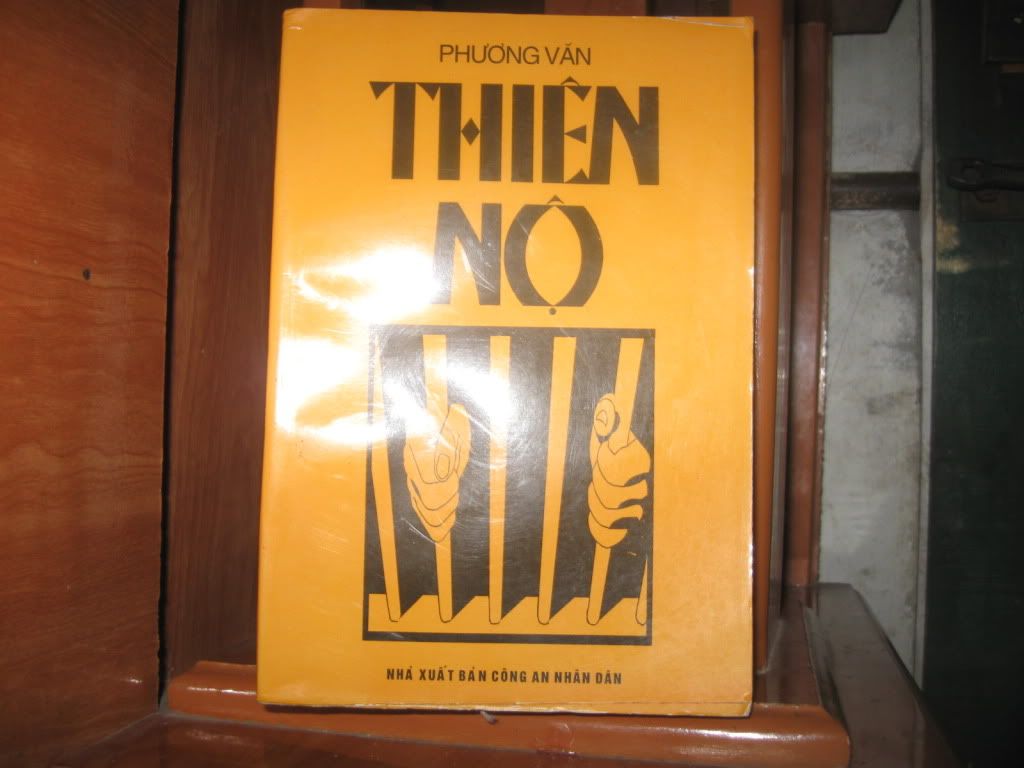 PHƯƠNG VĂN
THIÊN
NỘ
NHÀ XUẤT BẢN CÔNG AN NHÂN DÂN